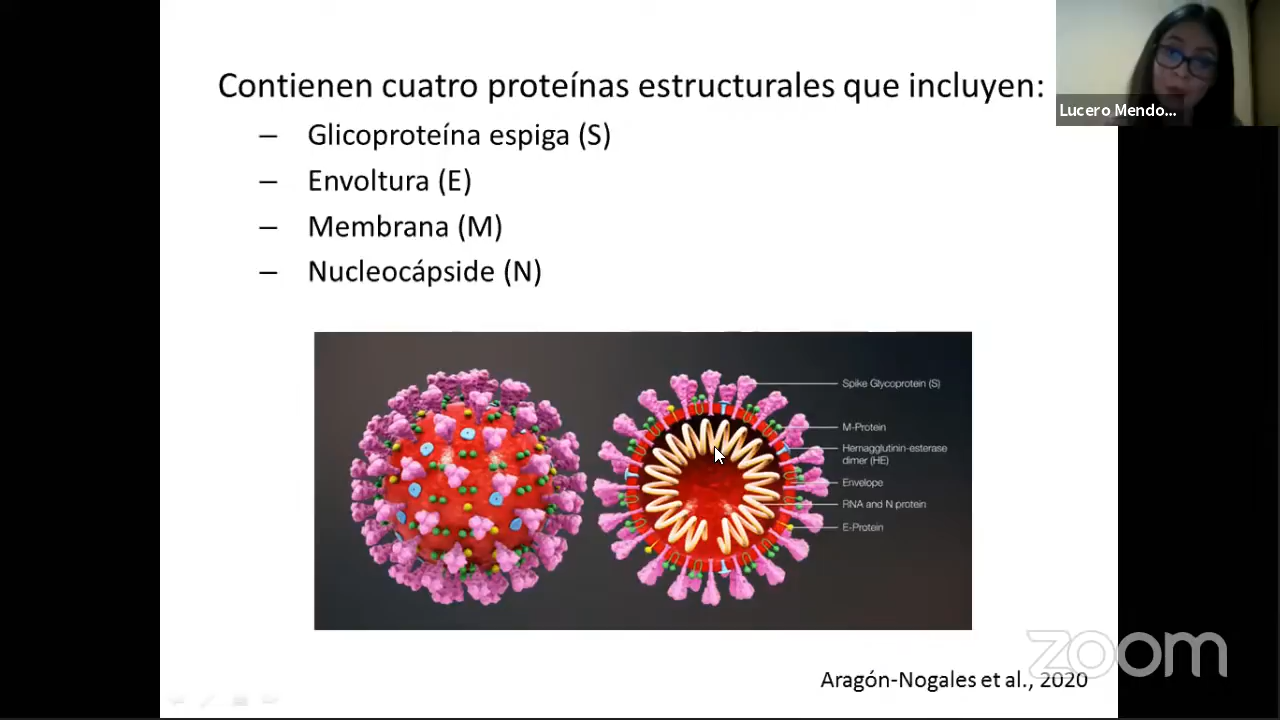 Contienen cuatro proteínas estructurales que incluyen:
– Glicoproteína espiga (S)
– Envoltura (E)
– Membrana (M)
– Nucleocápside (N)
Lucero Mendo...
Spike Glycoprotein (S)
M-Protein
Hemagglutinin-esterase
dimer (HE)
Envelope
RNA and N protein
E-Protein
zoom
Aragón-Nogales et al., 2020